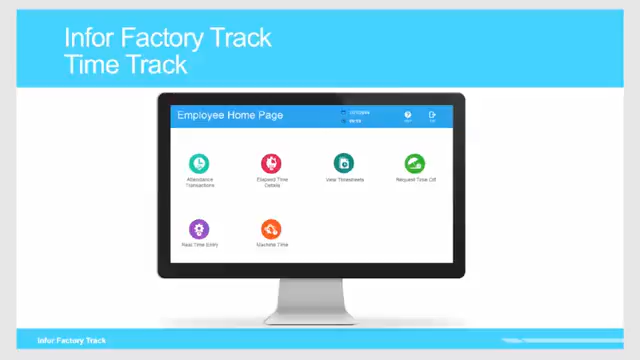 Infor Factory Track
Time Track
Employee Home Page
Attendance
Transactions
Elapsed Time
Details
View Timesheets
Request Time Off
Real Time Entry
Machine Time
Infor Factory Track